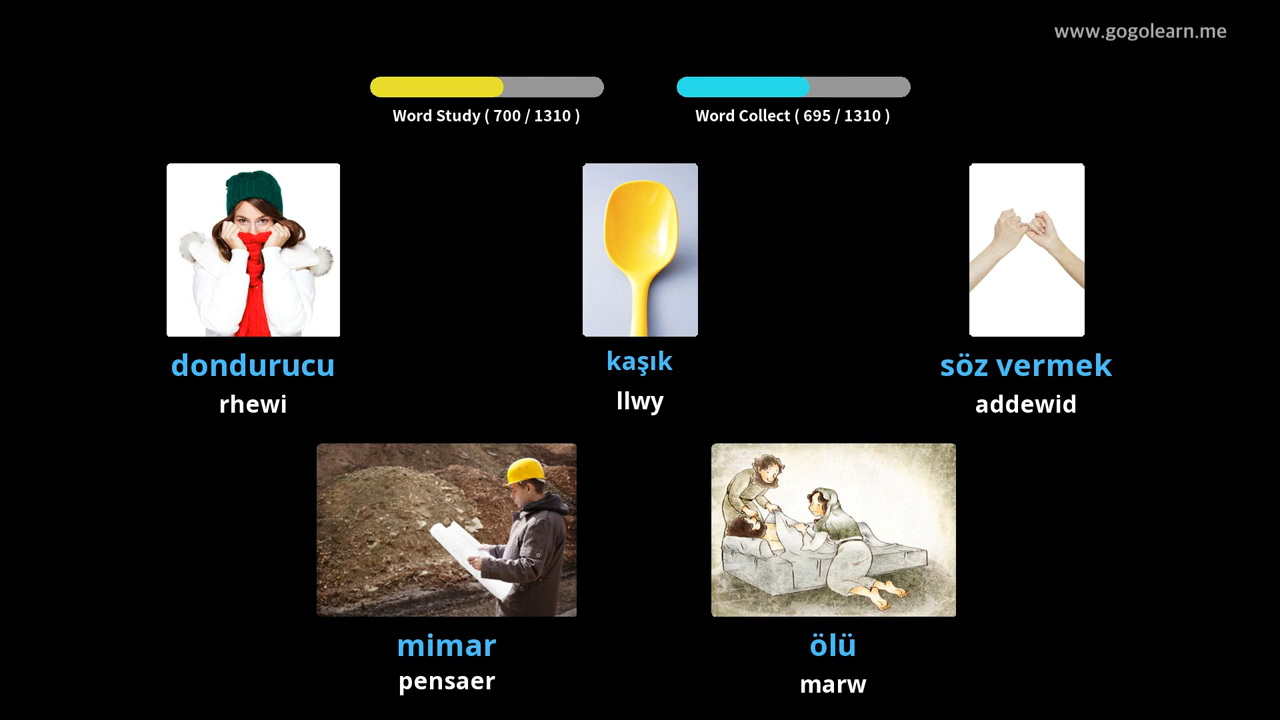 www.gogolearn.me
Word Study ( 700 / 1310 )
Word Collect ( 695 / 1310 )
dondurucu
rhewi
kaşık
llwy
söz vermek
addewid
mimar
pensaer
ölü
marw